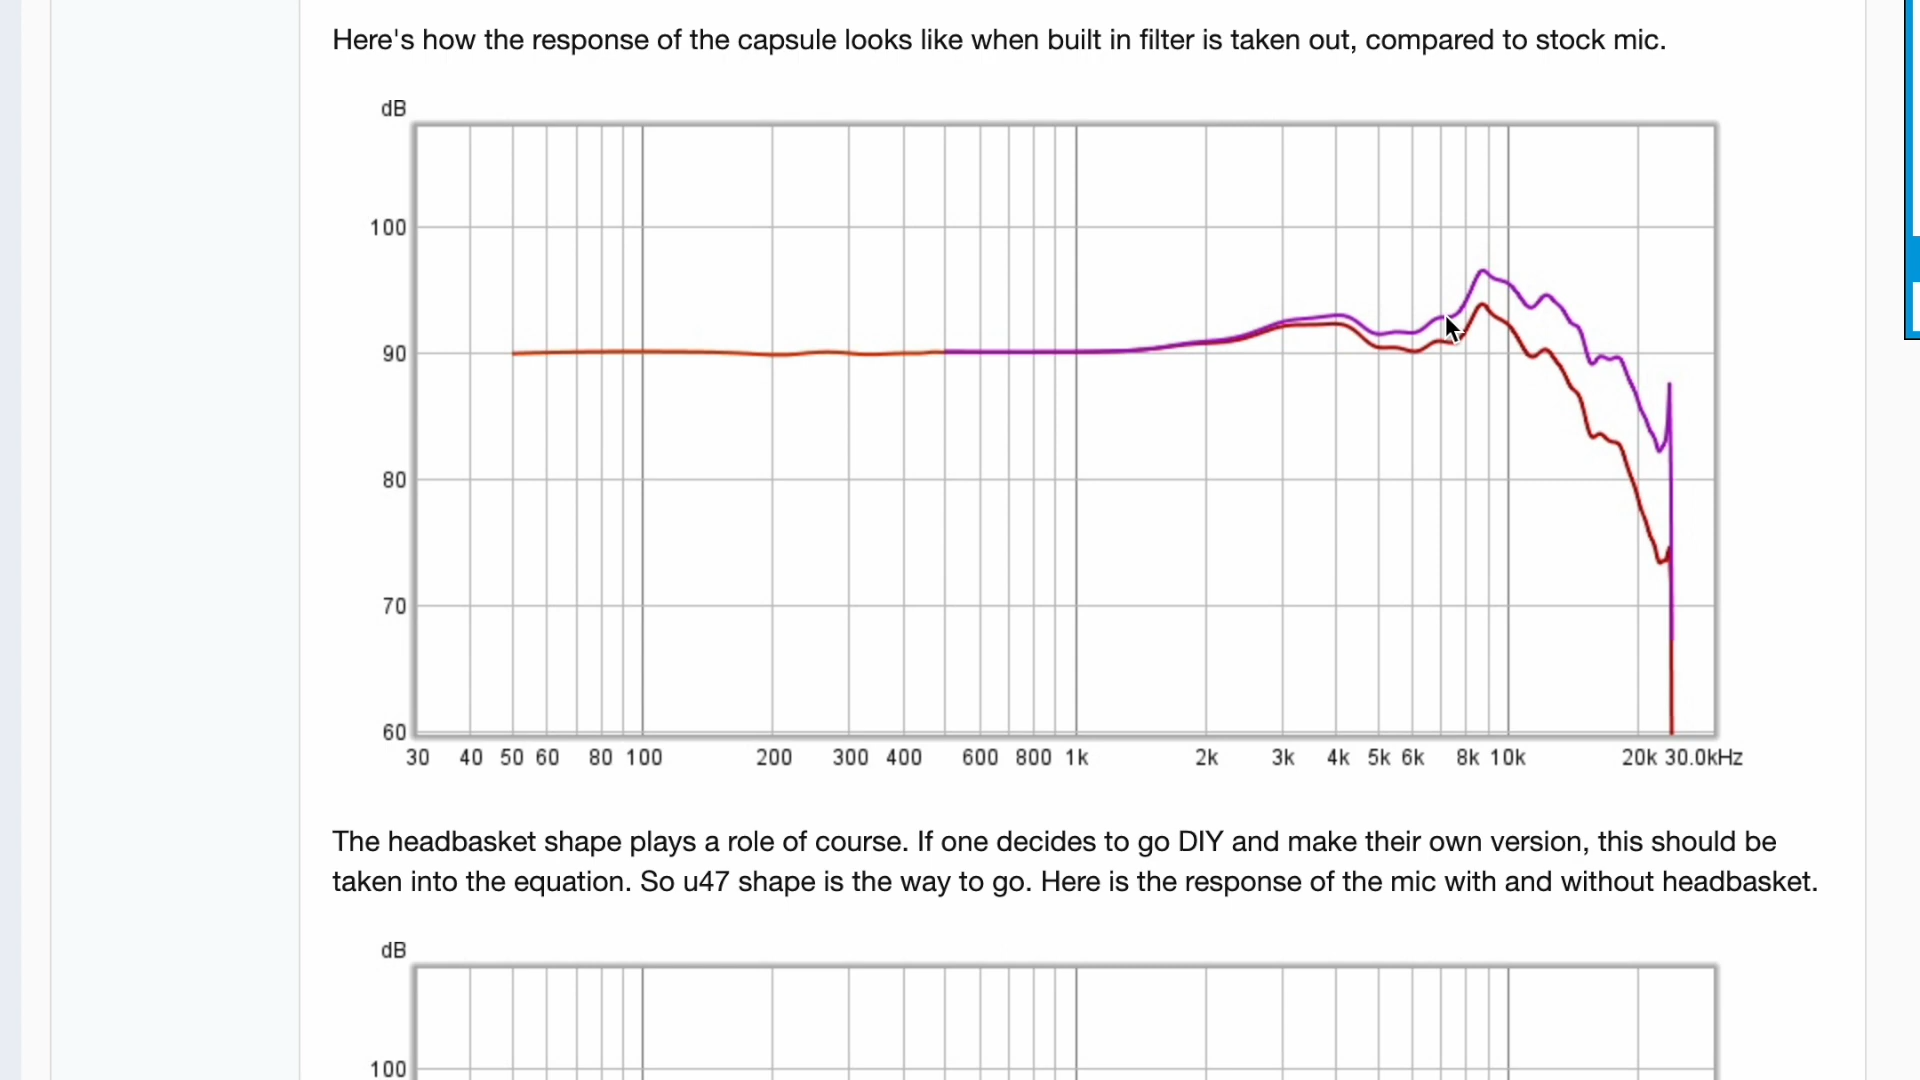 Here's how the response of the capsule looks like when built in filter is taken out, compared to stock mic.
dB
100
90
80
70
60
30 40 50 60 80 100 200 300 400 600 800 1k 2k 3k 4k 5k 6k 8k 10k 20k 30.0kHz
The headbasket shape plays a role of course. If one decides to go DIY and make their own version, this should be
taken into the equation. So u47 shape is the way to go. Here is the response of the mic with and without headbasket.
dB
100